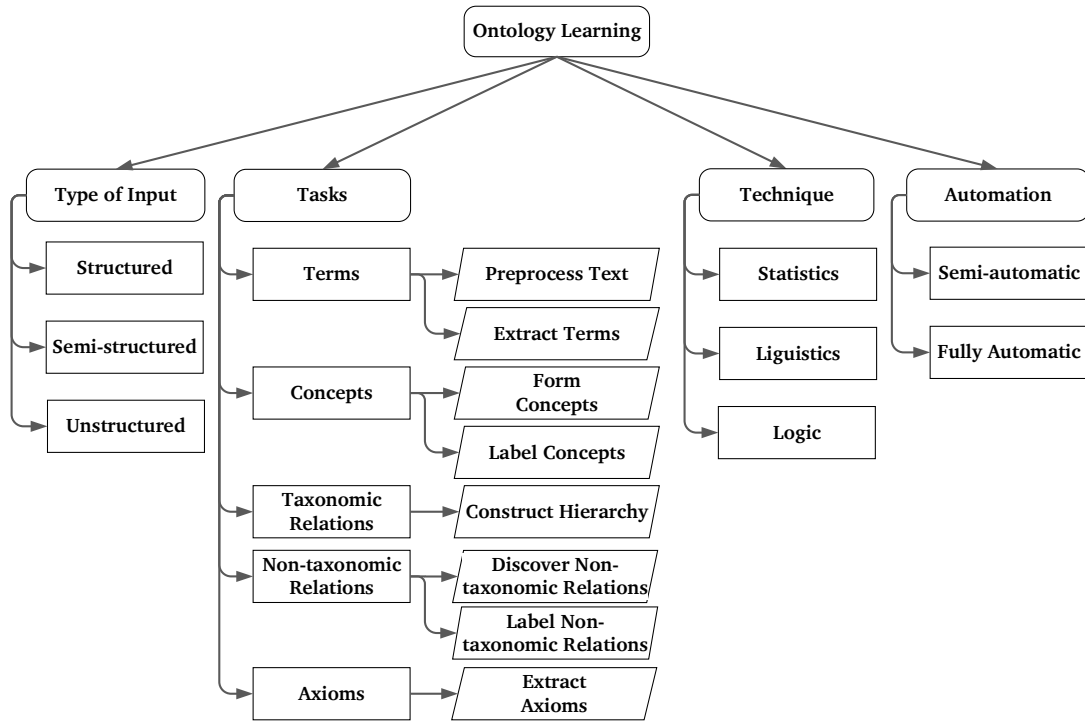 Ontology Learning
Type of Input
Structured
Semi-structured
Unstructured
Tasks
Terms
Preprocess Text
Extract Terms
Concepts
Form
Concepts
Label Concepts
Taxonomic
Relations
Construct Hierarchy
Non-taxonomic
Relations
Discover Non-
taxonomic Relations
Label Non-
taxonomic Relations
Axioms
Extract
Axioms
Technique
Statistics
Liguistics
Logic
Automation
Semi-automatic
Fully Automatic